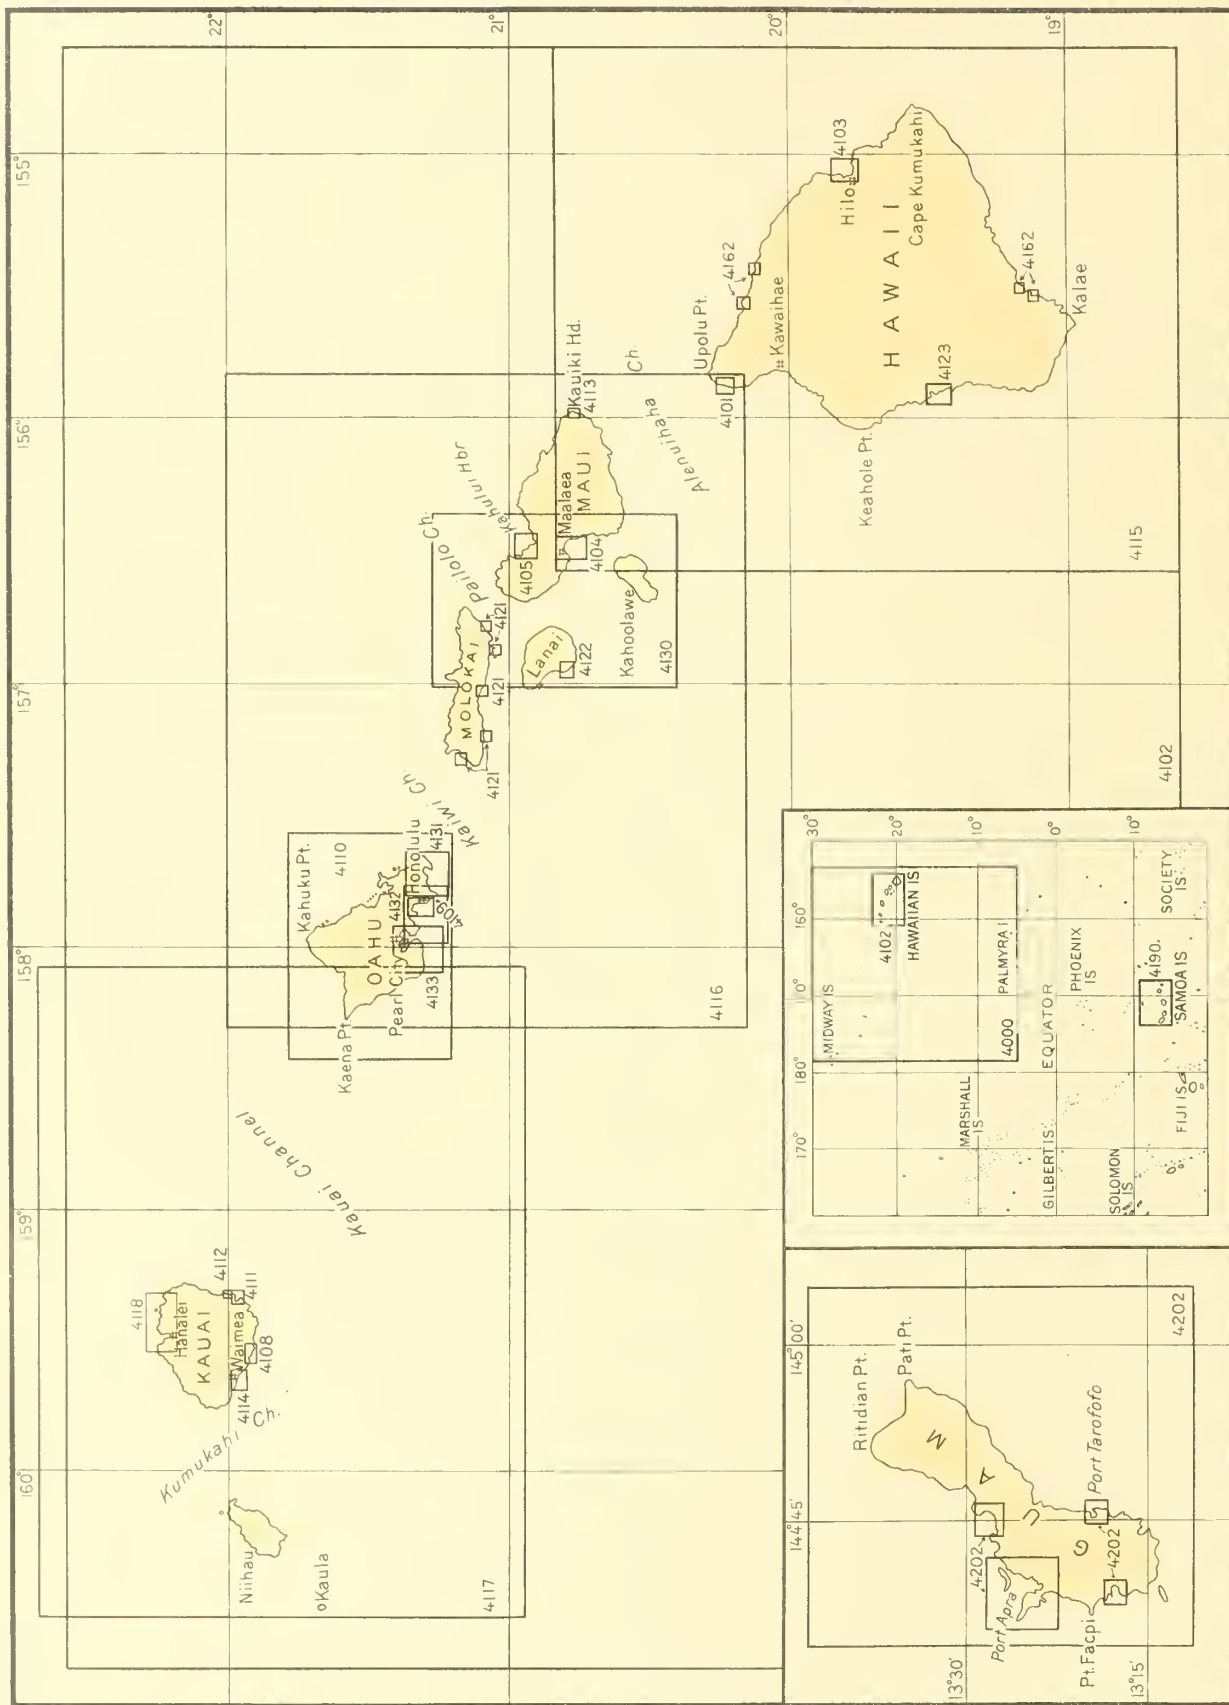 160°
159°
158°
157°
156°
155°
22°
21°
20°
19°
4118
Hanalei
KAUAI
Waimea
4112
4111
4108
4114
Kumukahi Ch.
Niihau
Kaula
4117
Kauai Channel
Kahuku Pt.
4110
OAHU
Kaena Pt.
Pearl City
4132
Honolulu
4131
4109
4133
Kaiwi Ch.
4116
MOLOKAI
4121
4121
4121
Pailolo Ch.
Kahului Hbr
4105
Lanai
4122
Maalaea
MAUI
4104
Kauiki Hd.
4113
Kahoolawe
4130
Alenuihaha Ch.
Upolu Pt.
4101
4162
Kawaihae
Hilo
4103
HAWAII
Cape Kumukahi
Keahole Pt.
4123
4162
Kalae
4115
4102
144°45'
145°00'
13°30'
13°15'
Ritidian Pt.
Pati Pt.
GUAM
4202
Port Apra
Port Tarofofo
4202
Pt. Facpi
4202
170°
180°
170°
160°
30°
20°
10°
0°
10°
MIDWAY IS
4102
HAWAIIAN IS
MARSHALL
IS
4000
PALMYRA I
EQUATOR
GILBERT IS
PHOENIX
IS
SOLOMON
IS
4190
SAMOA IS
FIJI IS
SOCIETY
IS